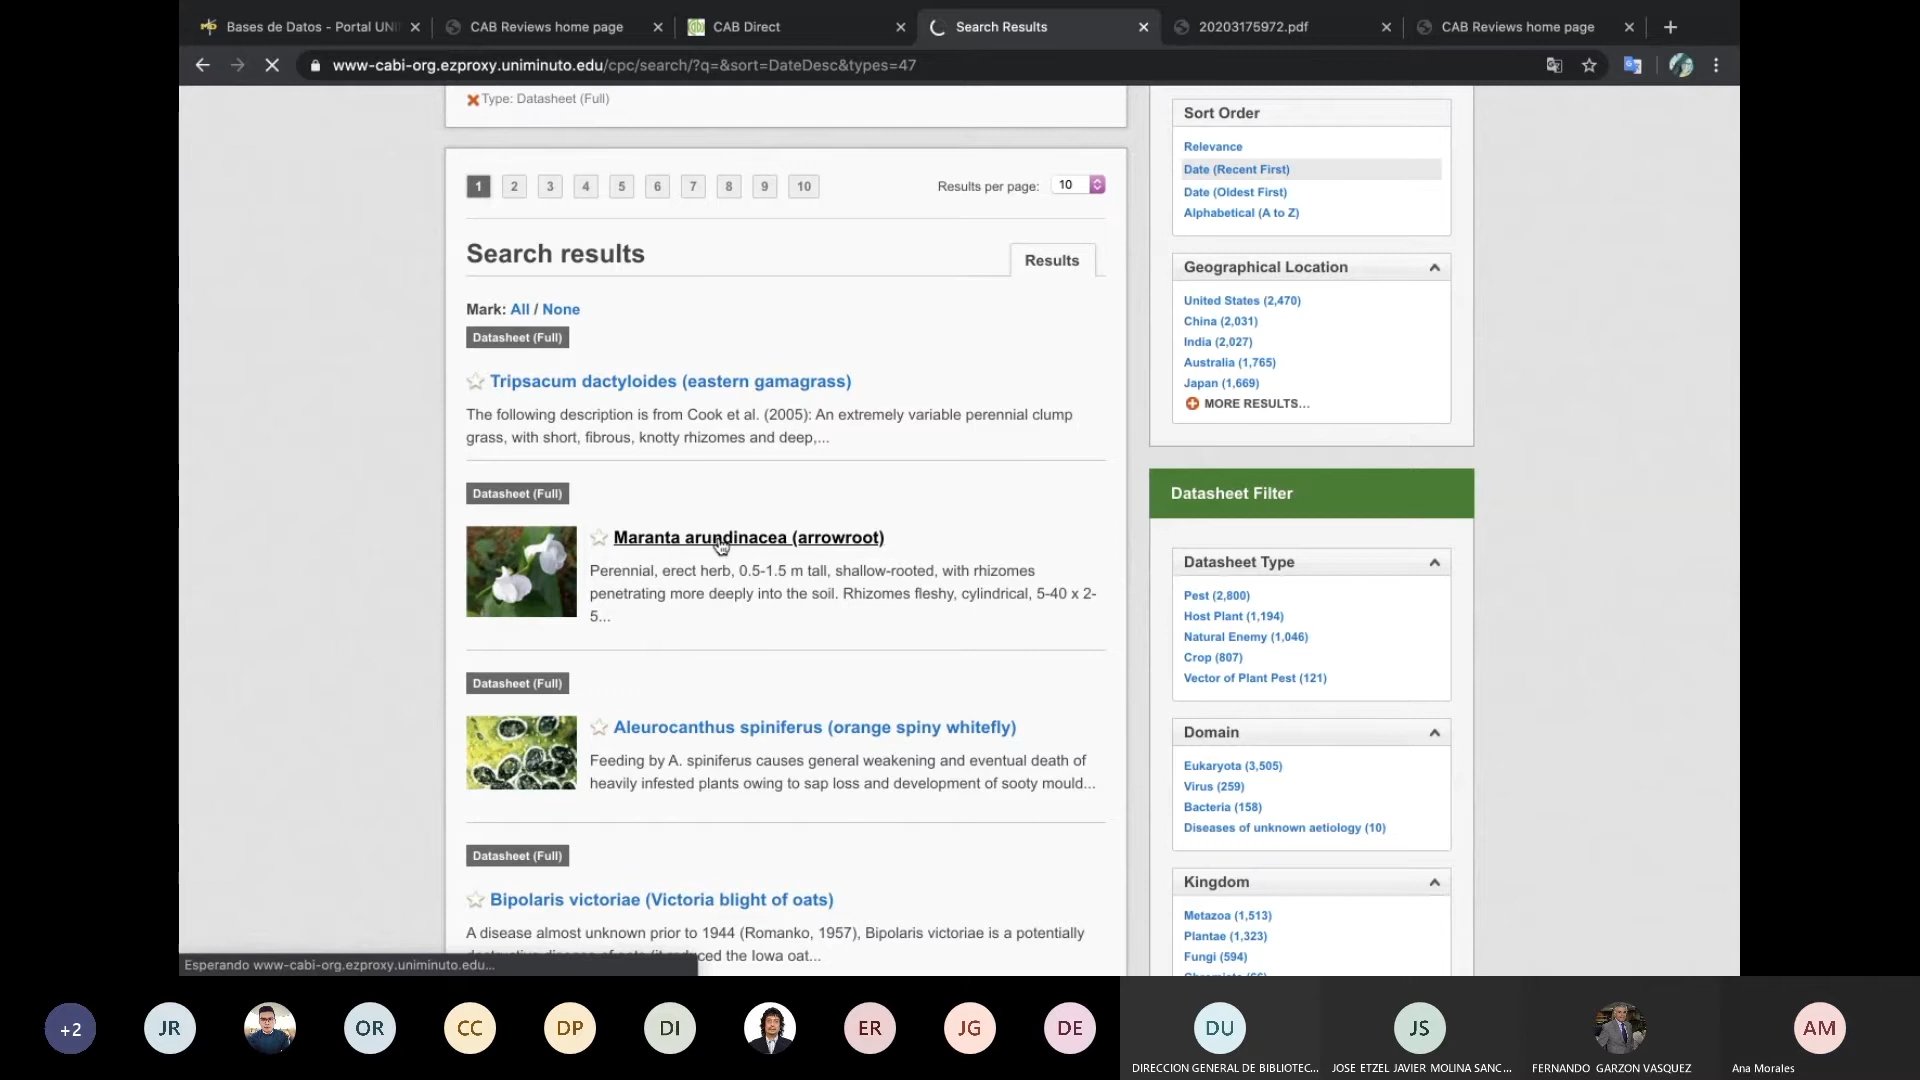 Bases de Datos - Portal UNI
CAB Reviews home page
CAB Direct
Search Results
20203175972.pdf
CAB Reviews home page
www-cabi-org.ezproxy.uniminuto.edu/cpc/search/?q=&sort=DateDesc&types=47
Type: Datasheet (Full)
1 2 3 4 5 6 7 8 9 10
Results per page: 10
Search results
Results
Mark: All / None
Datasheet (Full)
Tripsacum dactyloides (eastern gamagrass)
The following description is from Cook et al. (2005): An extremely variable perennial clump
grass, with short, fibrous, knotty rhizomes and deep,...
Datasheet (Full)
Maranta arundinacea (arrowroot)
Perennial, erect herb, 0.5-1.5 m tall, shallow-rooted, with rhizomes
penetrating more deeply into the soil. Rhizomes fleshy, cylindrical, 5-40 x 2-
5...
Datasheet (Full)
Aleurocanthus spiniferus (orange spiny whitefly)
Feeding by A. spiniferus causes general weakening and eventual death of
heavily infested plants owing to sap loss and development of sooty mould...
Datasheet (Full)
Bipolaris victoriae (Victoria blight of oats)
A disease almost unknown prior to 1944 (Romanko, 1957), Bipolaris victoriae is a potentially
the Iowa oat...
Esperando www-cabi-org.ezproxy.uniminuto.edu...
Sort Order
Relevance
Date (Recent First)
Date (Oldest First)
Alphabetical (A to Z)
Geographical Location
United States (2,470)
China (2,031)
India (2,027)
Australia (1,765)
Japan (1,669)
MORE RESULTS...
Datasheet Filter
Datasheet Type
Pest (2,800)
Host Plant (1,194)
Natural Enemy (1,046)
Crop (807)
Vector of Plant Pest (121)
Domain
Eukaryota (3,505)
Virus (259)
Bacteria (158)
Diseases of unknown aetiology (10)
Kingdom
Metazoa (1,513)
Plantae (1,323)
Fungi (594)
+2
JR
OR
CC
DP
DI
ER
JG
DE
DU
JS
AM
DIRECCION GENERAL DE BIBLIOTEC...
JOSE ETZEL JAVIER MOLINA SANC...
FERNANDO GARZON VASQUEZ
Ana Morales